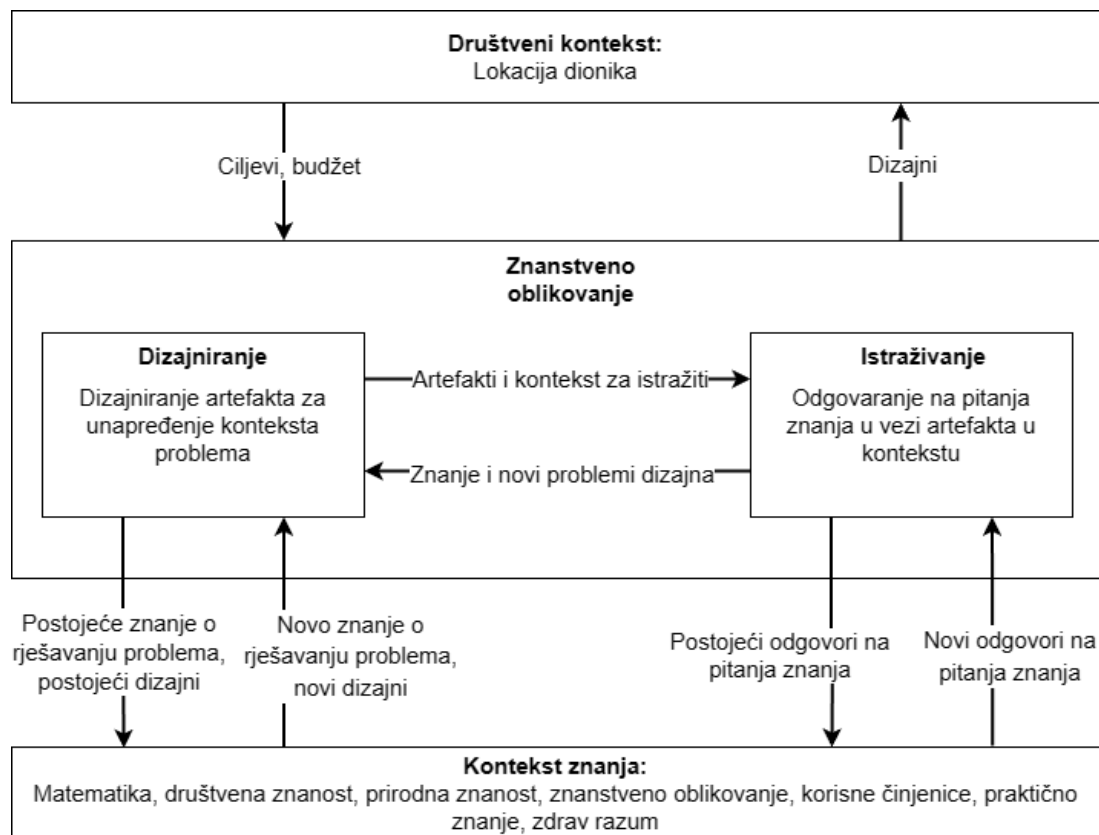 Društveni kontekst:
Lokacija dionika
Ciljevi, budžet
Dizajni
Znanstveno
oblikovanje
Dizajniranje
Dizajniranje artefakta za
unapređenje konteksta
problema
Artefakti i kontekst za istražiti
Znanje i novi problemi dizajna
Istraživanje
Odgovaranje na pitanja
znanja u vezi artefakta u
kontekstu
Postojeće znanje o
rješavanju problema,
postojeći dizajni
Novo znanje o
rješavanju problema,
novi dizajni
Postojeći odgovori na
pitanja znanja
Novi odgovori na
pitanja znanja
Kontekst znanja:
Matematika, društvena znanost, prirodna znanost, znanstveno oblikovanje, korisne činjenice, praktično
znanje, zdrav razum